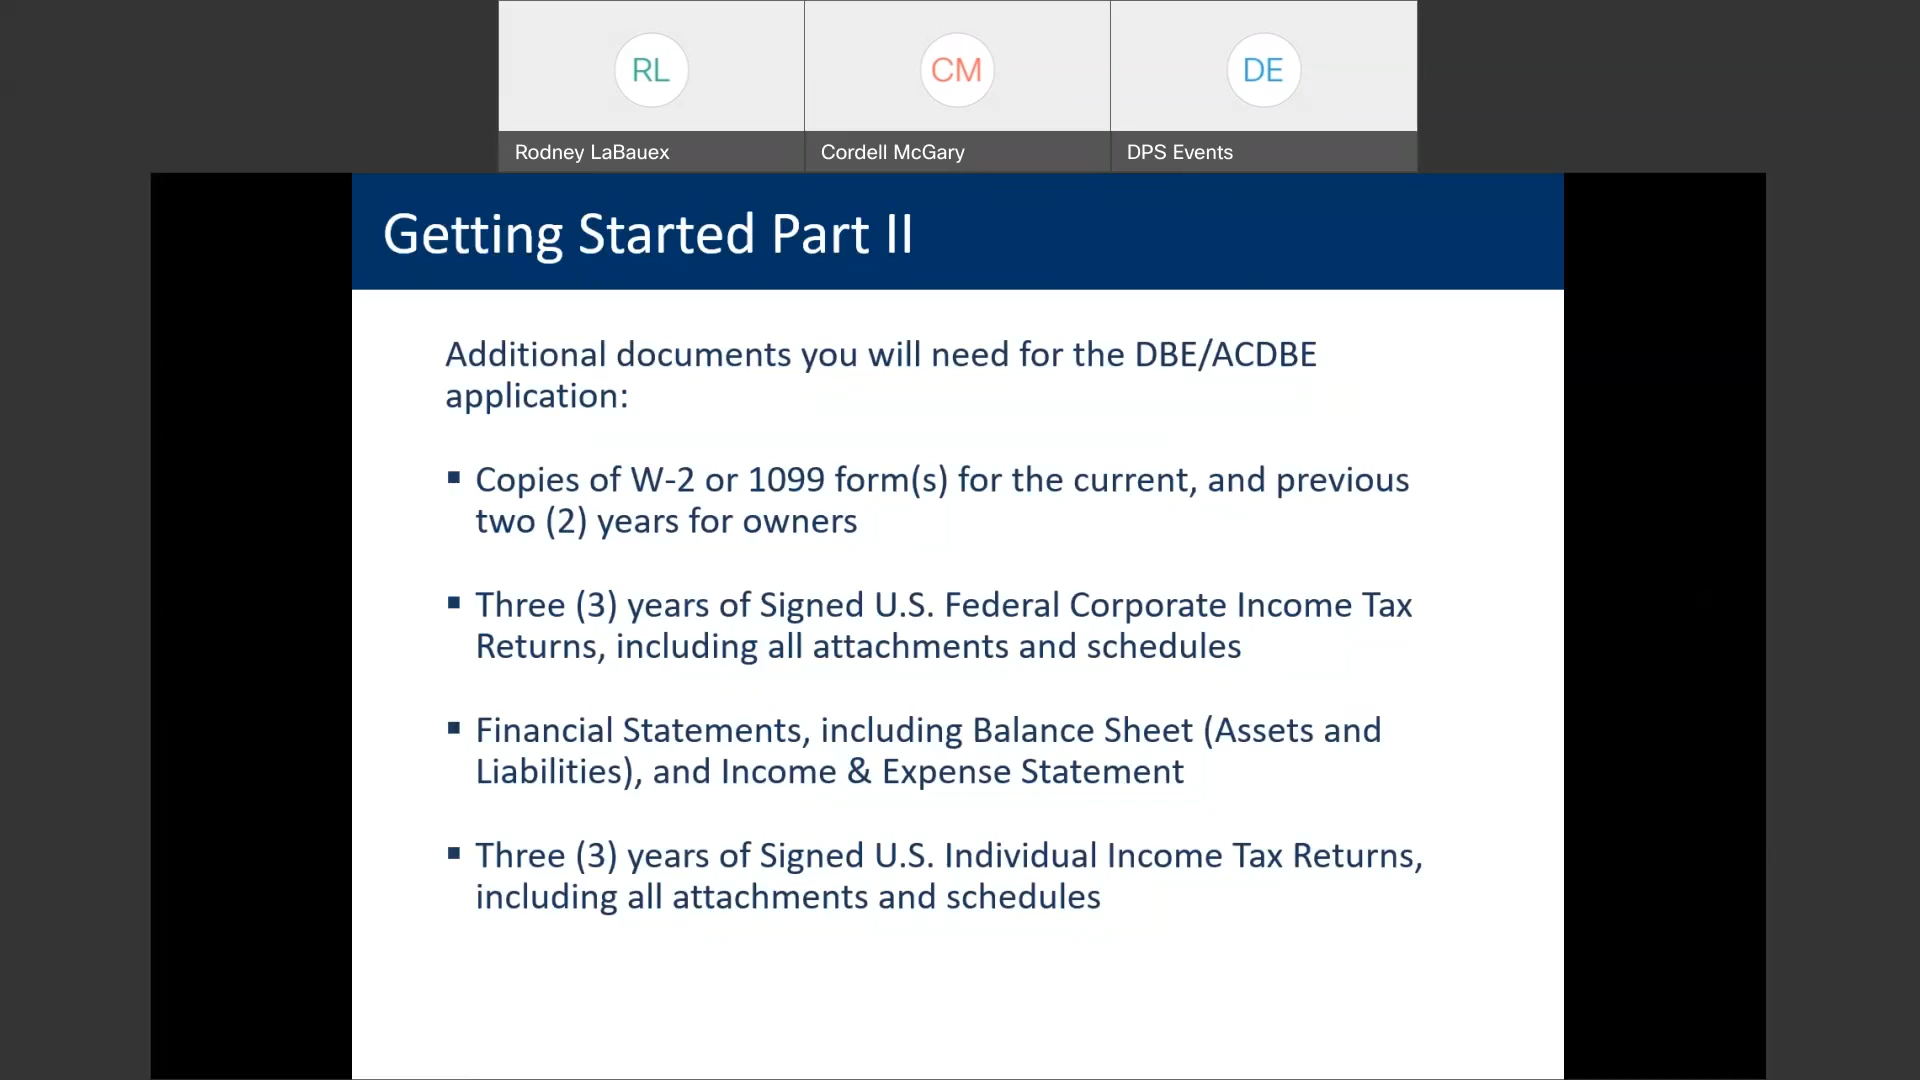 RL
CM
DE
Rodney LaBauex
Cordell McGary
DPS Events
Getting Started Part II
Additional documents you will need for the DBE/ACDBE
application:
▪ Copies of W-2 or 1099 form(s) for the current, and previous
two (2) years for owners
▪ Three (3) years of Signed U.S. Federal Corporate Income Tax
Returns, including all attachments and schedules
▪ Financial Statements, including Balance Sheet (Assets and
Liabilities), and Income & Expense Statement
▪ Three (3) years of Signed U.S. Individual Income Tax Returns,
including all attachments and schedules